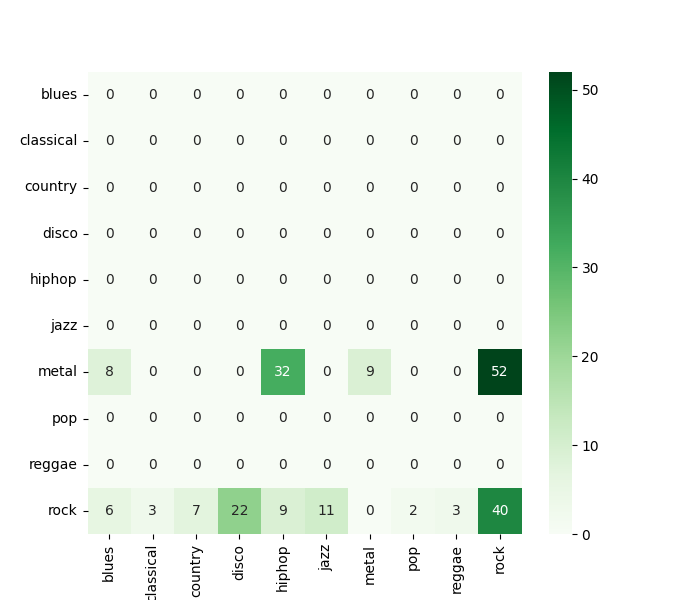 blues 0 0 0 0 0 0 0 0 0 0
classical 0 0 0 0 0 0 0 0 0 0
country 0 0 0 0 0 0 0 0 0 0
disco 0 0 0 0 0 0 0 0 0 0
hiphop 0 0 0 0 0 0 0 0 0 0
jazz 0 0 0 0 0 0 0 0 0 0
metal 8 0 0 0 32 0 9 0 0 52
pop 0 0 0 0 0 0 0 0 0 0
reggae 0 0 0 0 0 0 0 0 0 0
rock 6 3 7 22 9 11 0 2 3 40
blues
classical
country
disco
hiphop
jazz
metal
pop
reggae
rock
50
40
30
20
10
0